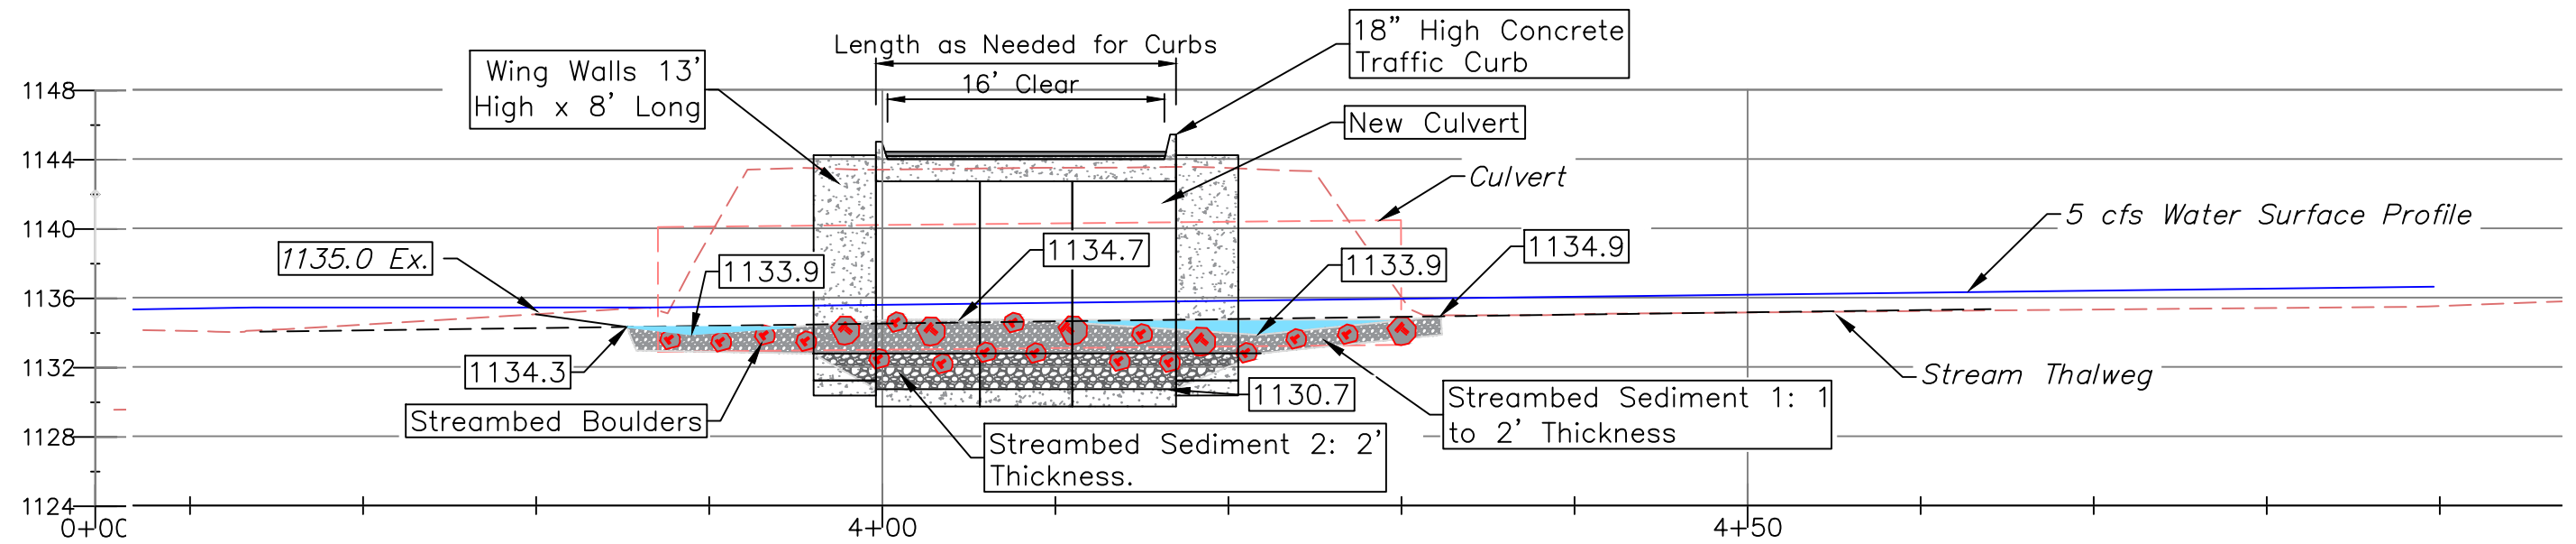 Length as Needed for Curbs
16' Clear
18" High Concrete
Traffic Curb
Wing Walls 13'
High x 8' Long
New Culvert
Culvert
5 cfs Water Surface Profile
1135.0 Ex.
1133.9
1134.7
1133.9
1134.9
1134.3
Streambed Boulders
Streambed Sediment 2: 2'
Thickness.
1130.7
Streambed Sediment 1: 1
to 2' Thickness
Stream Thalweg
1148
1144
1140
1136
1132
1128
1124
0+00
4+00
4+50